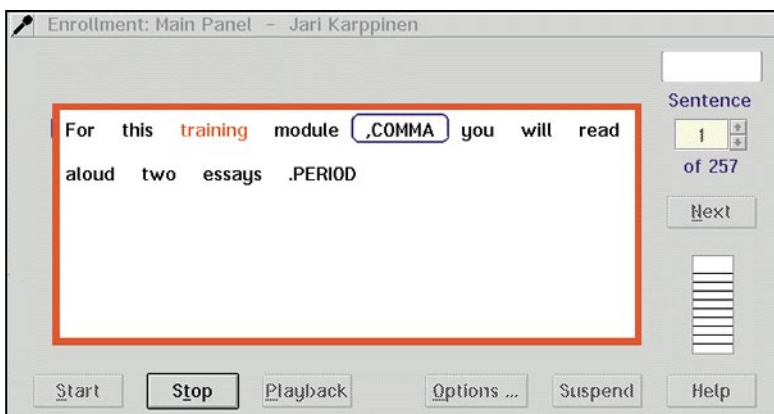 Enrollment: Main Panel - Jari Karppinen
For this training module ,COMMA you will read
aloud two essays .PERIOD
Sentence
1
of 257
Next
Start Stop Playback Options ... Suspend Help